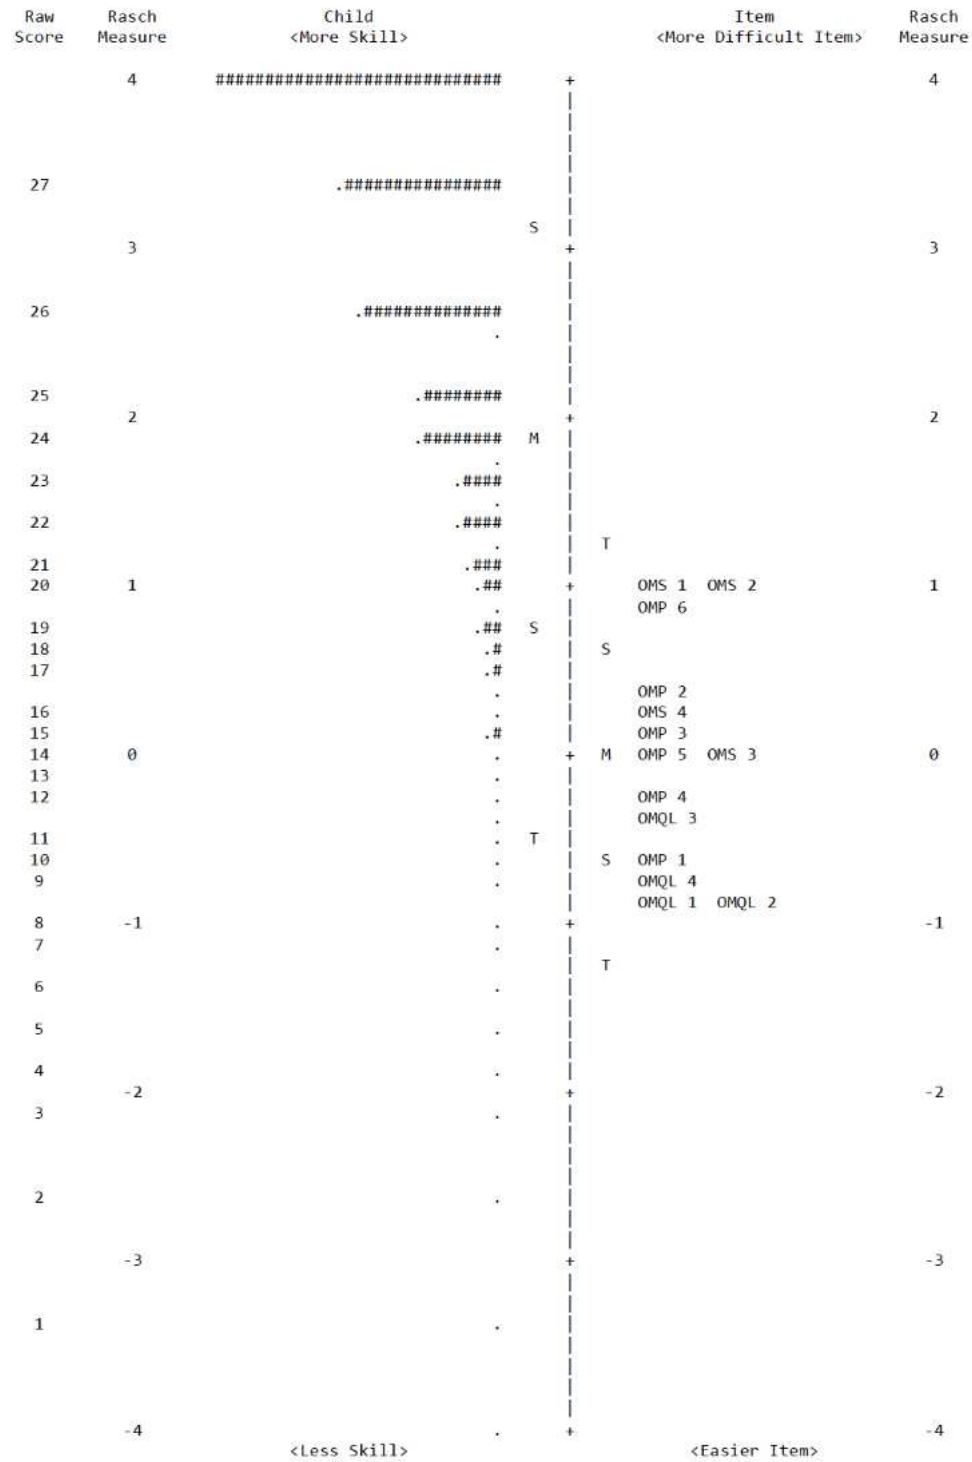 Raw Rasch Child Item Rasch
Score Measure <More Skill> <More Difficult Item> Measure
4 ############################# + 4
|
|
|
|
27 .################ |
|
S |
3 + 3
|
|
26 .############## |
. |
|
|
25 .######## |
2 + 2
24 .######## M |
. |
23 .#### |
. |
22 .#### |
. | T
21 .### |
20 1 .## + OMS 1 OMS 2 1
. | OMP 6
19 .## S |
18 .# | S
17 .# |
. | OMP 2
16 . | OMS 4
15 .# | OMP 3
14 0 . + M OMP 5 OMS 3 0
13 . |
12 . | OMP 4
. | OMQL 3
11 . T |
10 . | S OMP 1
9 . | OMQL 4
| OMQL 1 OMQL 2
8 -1 . + -1
7 . |
| T
6 . |
|
5 . |
|
4 . |
-2 + -2
3 . |
|
|
|
2 . |
|
|
-3 + -3
|
|
1 . |
|
|
|
|
-4 . + -4
<Less Skill> <Easier Item>